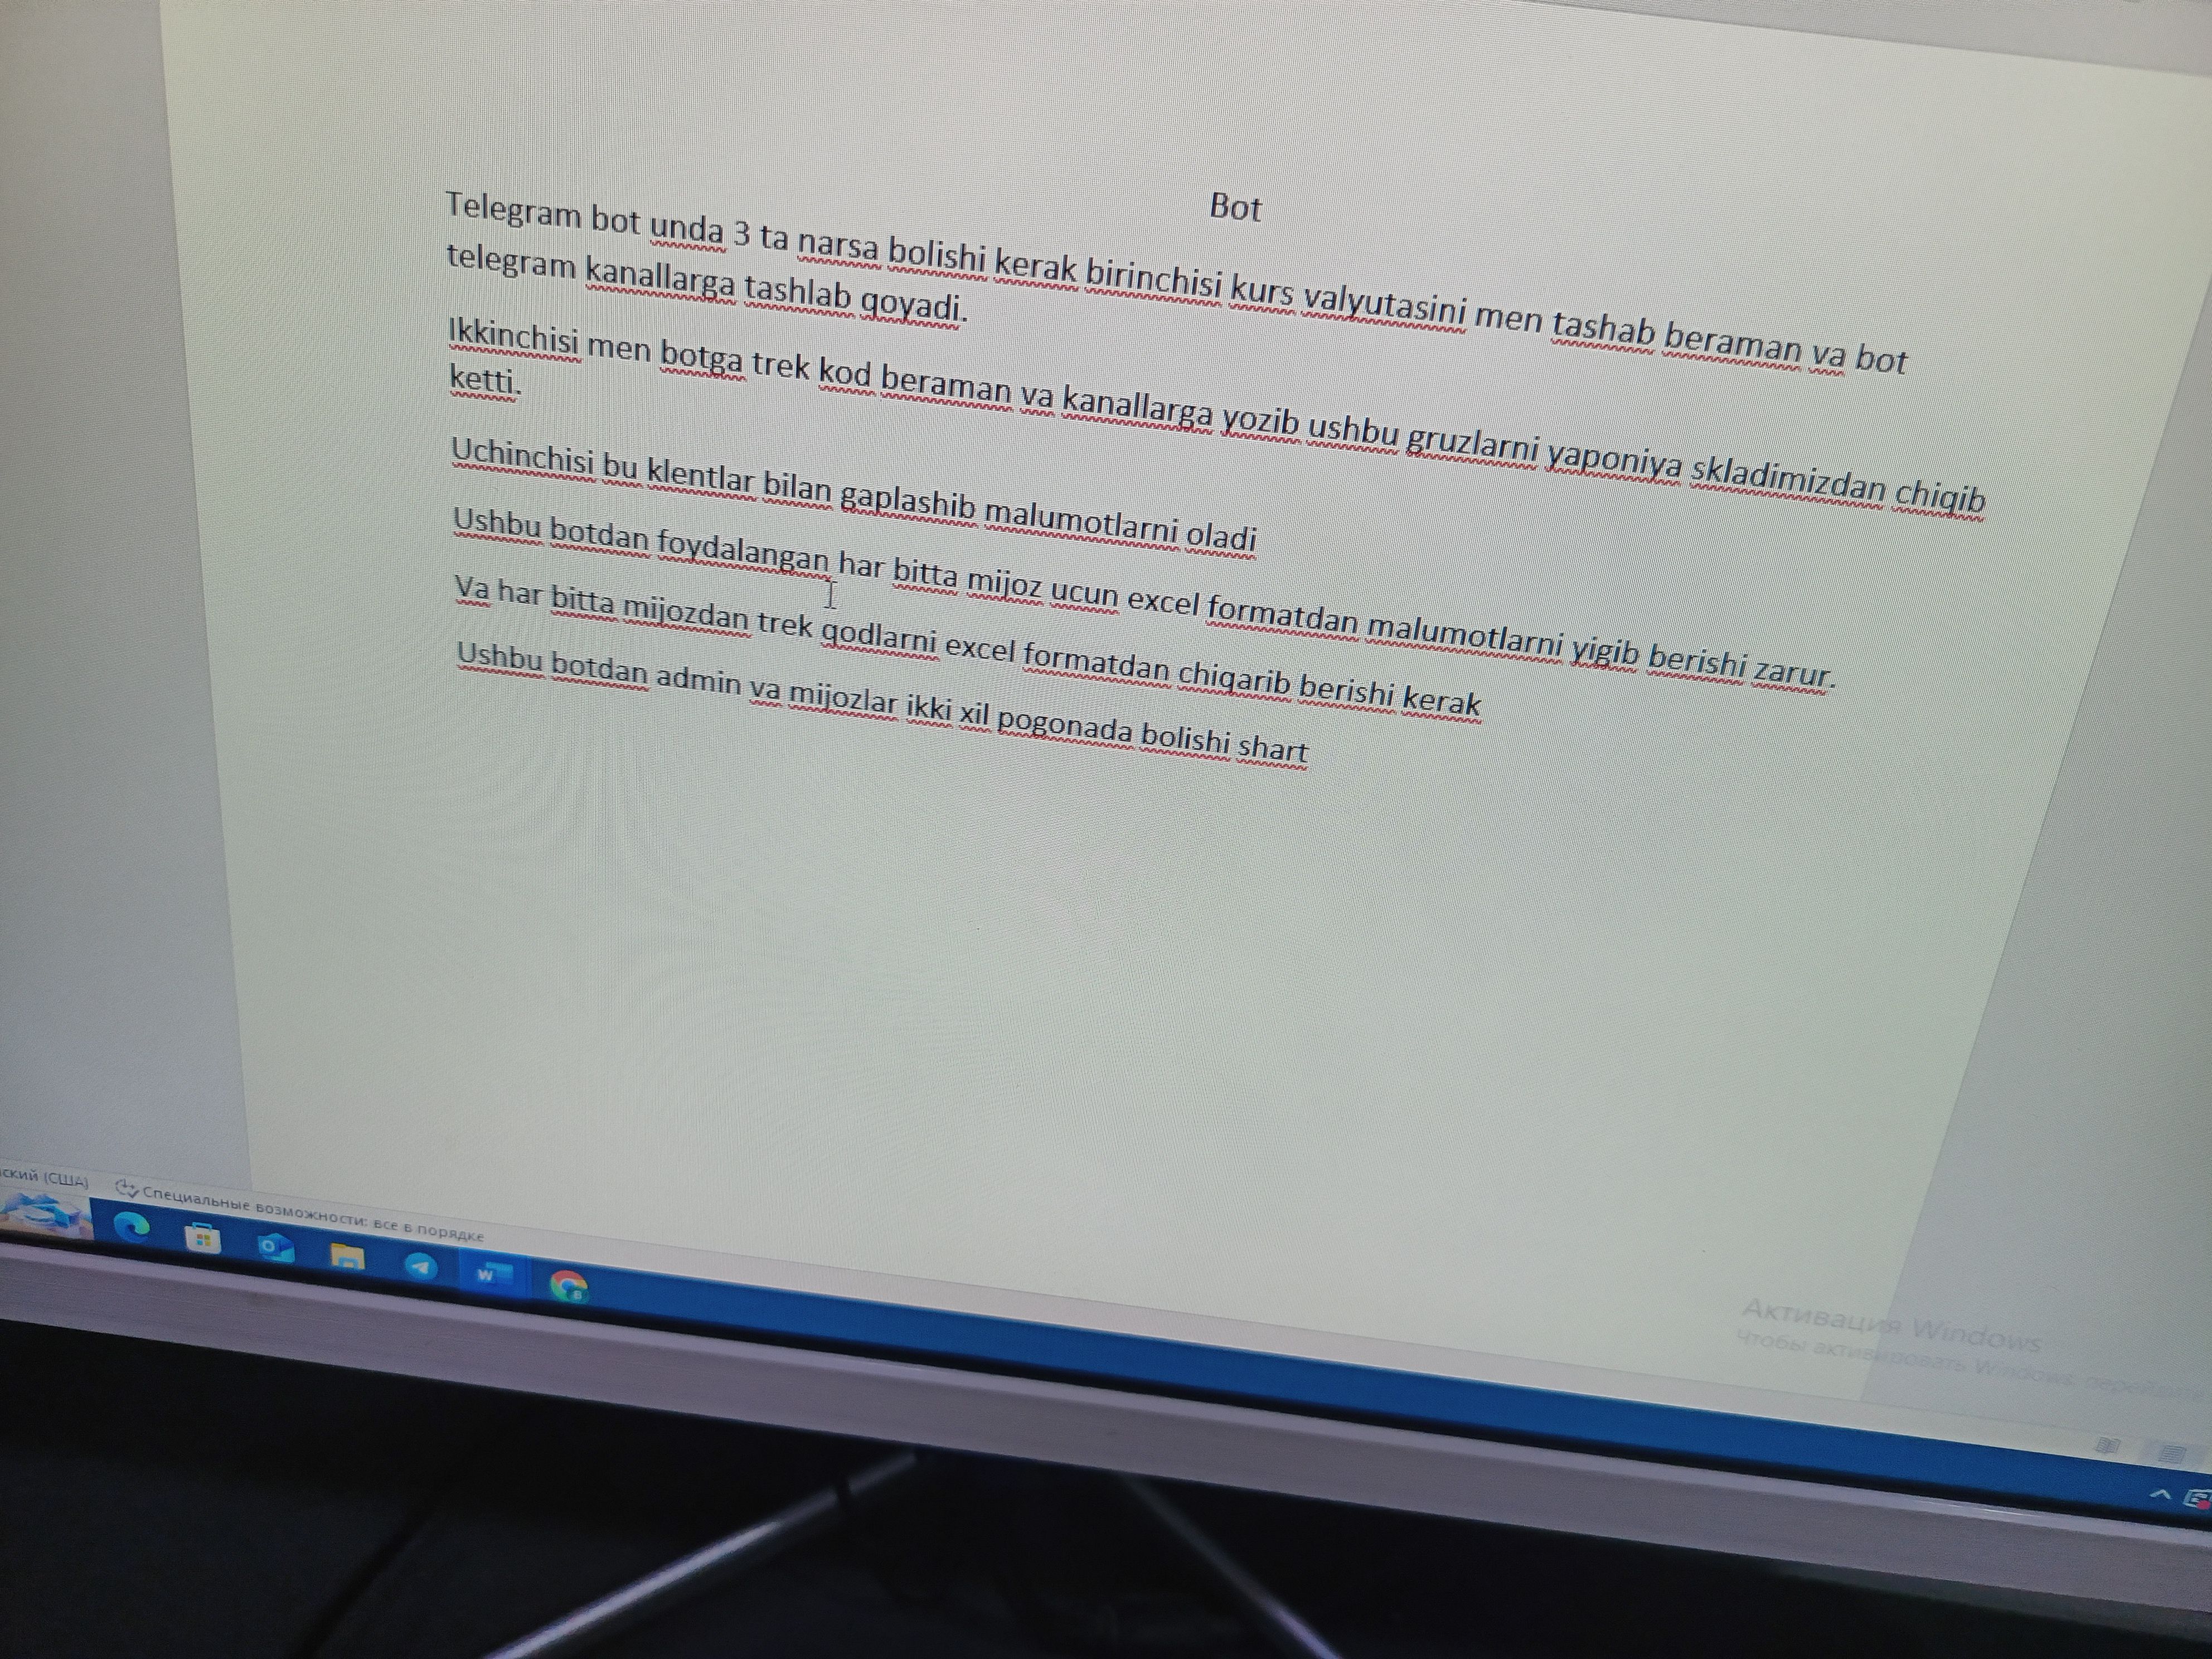 Bot
Telegram bot unda 3 ta narsa bolishi kerak birinchisi kurs valyutasini men tashab beraman va bot
telegram kanallarga tashlab qoyadi.
Ikkinchisi men botga trek kod beraman va kanallarga yozib ushbu gruzlarni yaponiya skladimizdan chiqib
ketti.
Uchinchisi bu klentlar bilan gaplashib malumotlarni oladi
Ushbu botdan foydalangan har bitta mijoz ucun excel formatdan malumotlarni yigib berishi zarur.
Va har bitta mijozdan trek qodlarni excel formatdan chiqarib berishi kerak
Ushbu botdan admin va mijozlar ikki xil pogonada bolishi shart
ский (США) Специальные возможности: все в порядке
Активация Windows
Чтобы активировать Windows